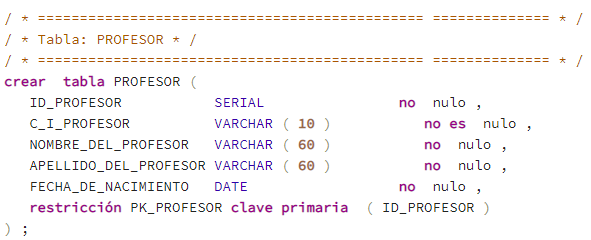 / * ============================================ ============== * /
/ * Tabla: PROFESOR * /
/ * ============================================ ============== * /
crear tabla PROFESOR (
ID_PROFESOR SERIAL no nulo ,
C_I_PROFESOR VARCHAR ( 10 ) no es nulo ,
NOMBRE_DEL_PROFESOR VARCHAR ( 60 ) no nulo ,
APELLIDO_DEL_PROFESOR VARCHAR ( 60 ) no nulo ,
FECHA_DE_NACIMIENTO DATE no nulo ,
restricción PK_PROFESOR clave primaria ( ID_PROFESOR )
) ;